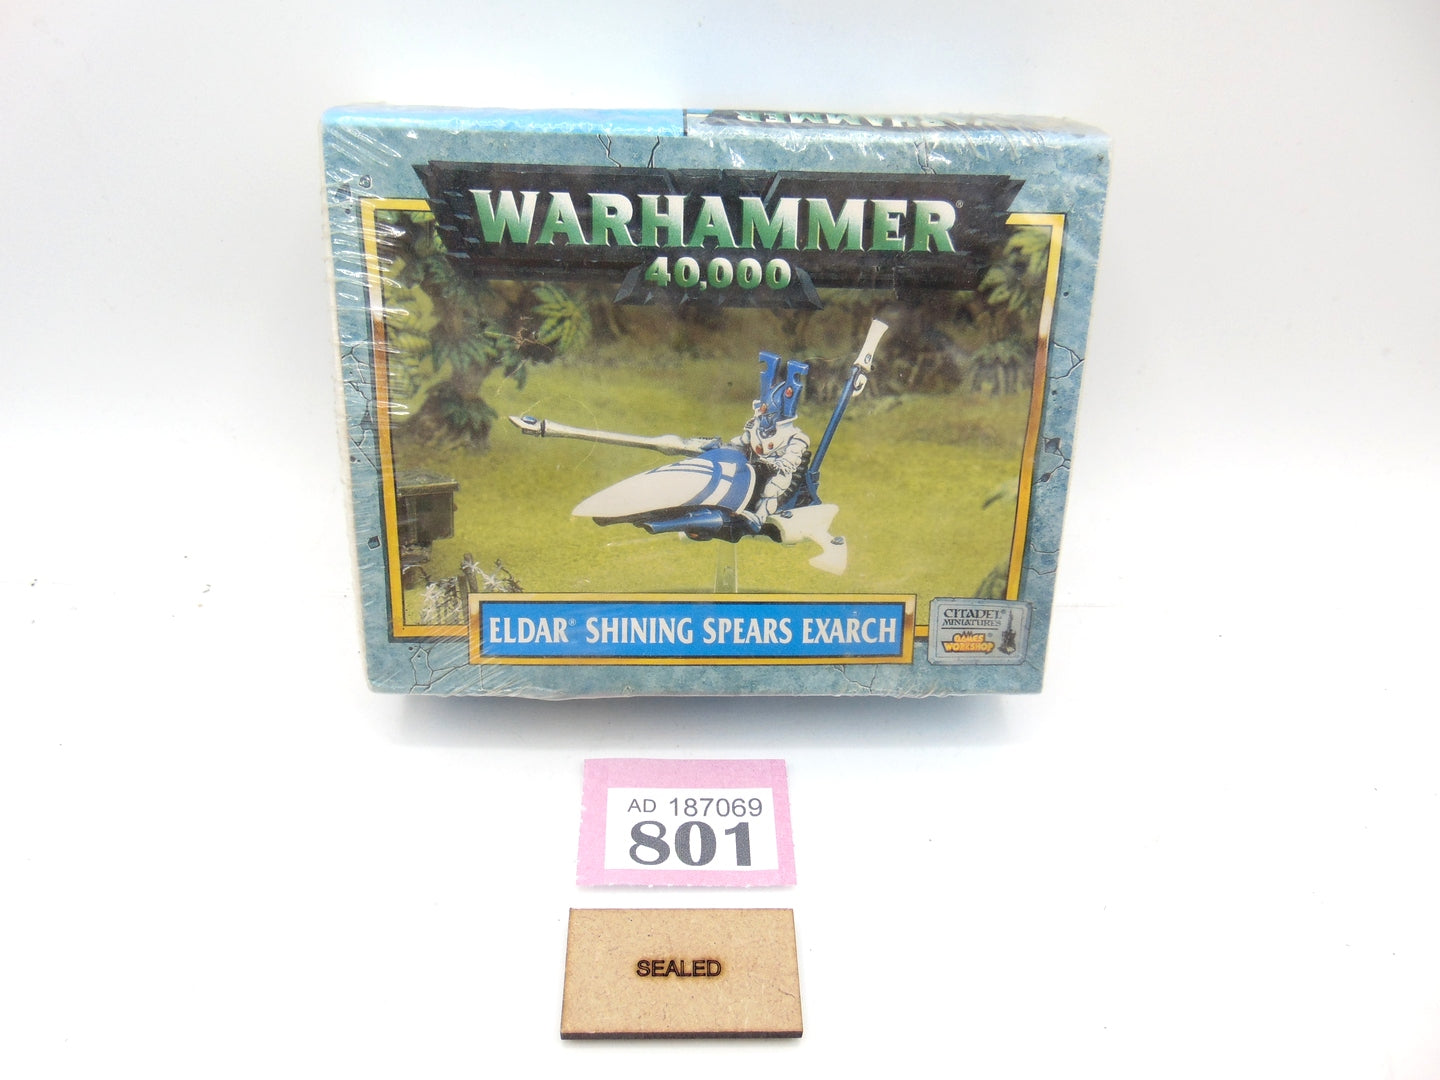 WARHAMMER
WARHAMMER®
40,000
ELDAR® SHINING SPEARS EXARCH
CITADEL®
MINIATURES
GAMES
WORKSHOP®
AD 187069
801
SEALED